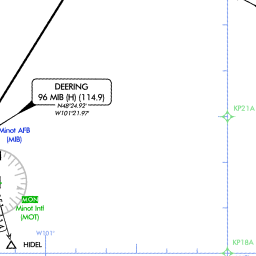 DEERING
96 MIB (H) (114.9)
N48°24.92'
W101°21.97'
KP21A
Minot AFB
(MIB)
MON
Minot Intl
(MOT)
W101°
HIDEL
KP18A